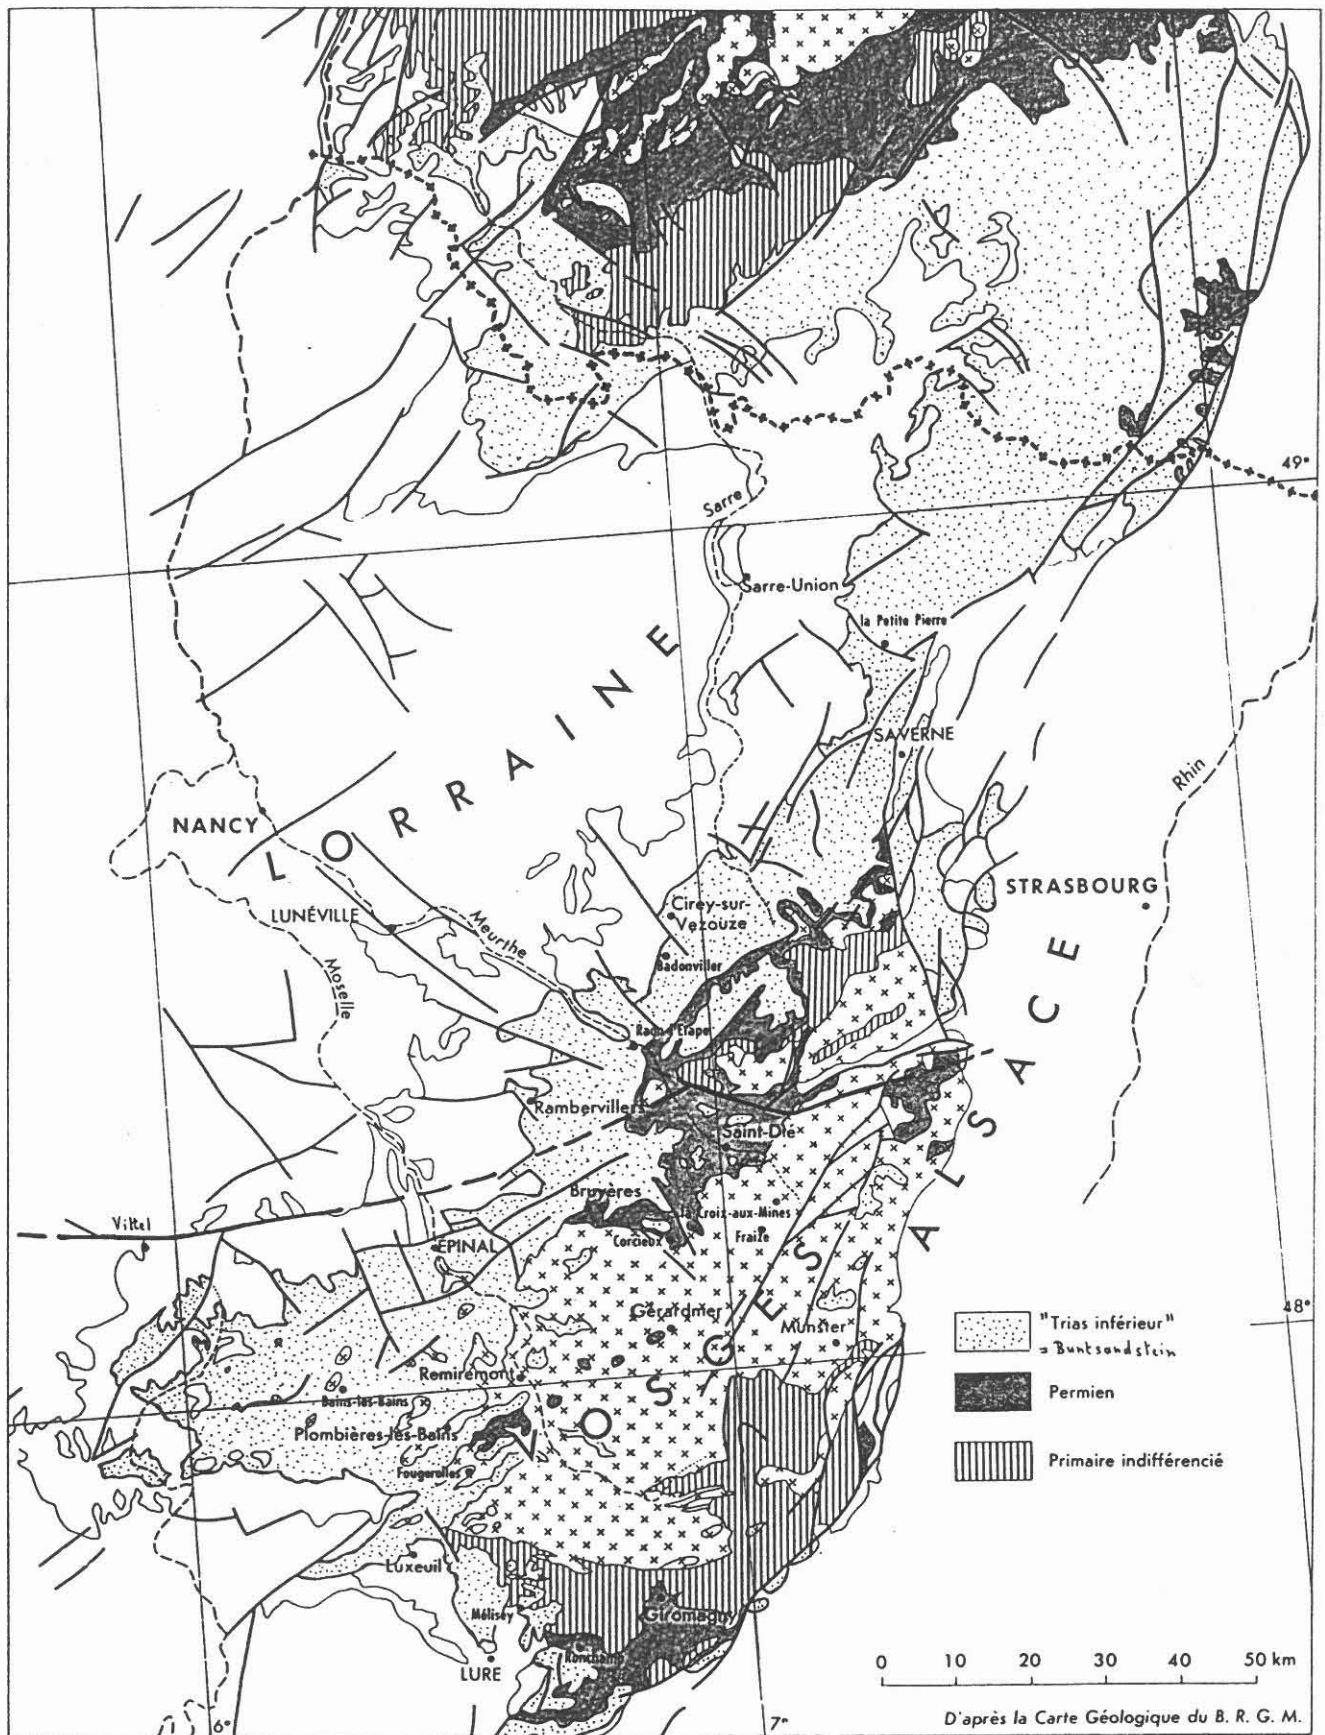 49°
Sarre
Sarre-Union
la Petite Pierre
LORRAINE
SAVERNE
Rhin
NANCY
STRASBOURG
Cirey-sur-
Vezouze
LUNÉVILLE
Meurthe
Badonviller
Moselle
Raon d'Etape
Rambervillers
Saint-Dié
ALSACE
Bruyères
la Croix-aux-Mines
Vittel
Corcieux
Fraize
EPINAL
VOSGES
48°
Gérardmer
Munster
"Trias inférieur"
= Buntsandstein
Remiremont
Bains-les-Bains
Permien
Plombières-les-Bains
Primaire indifférencié
Fougerolles
Luxeuil
Mélisey
Giromagny
Ronchamp
LURE
0 10 20 30 40 50 km
6°
7°
D'après la Carte Géologique du B. R. G. M.